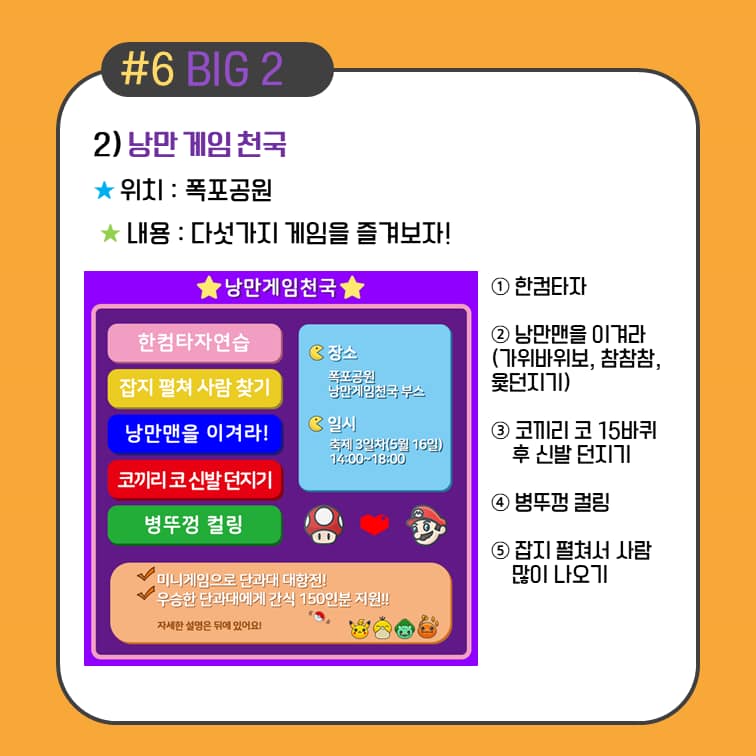 #6 BIG 2
2) 낭만 게임 천국
★ 위치 : 폭포공원
★ 내용 : 다섯가지 게임을 즐겨보자!
⭐낭만게임천국⭐
한컴타자연습
잡지 펼쳐 사람 찾기
낭만맨을 이겨라!
코끼리 코 신발 던지기
병뚜껑 컬링
장소
폭포공원
낭만게임천국 부스
일시
축제 3일차(5월 16일)
14:00~18:00
미니게임으로 단과대 대항전!
우승한 단과대에게 간식 150인분 지원!!
자세한 설명은 뒤에 있어요!
① 한컴타자
② 낭만맨을 이겨라
(가위바위보, 참참참,
윷던지기)
③ 코끼리 코 15바퀴
후 신발 던지기
④ 병뚜껑 컬링
⑤ 잡지 펼쳐서 사람
많이 나오기